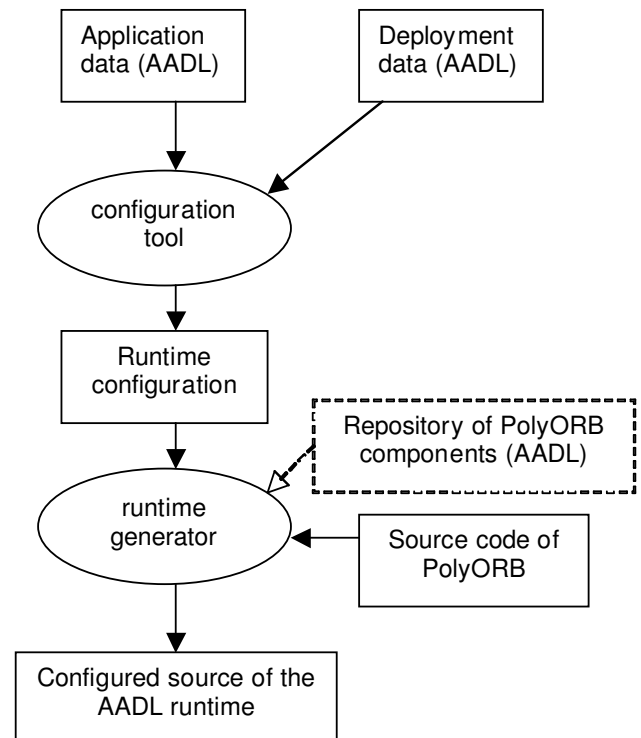 Application
data (AADL)
Deployment
data (AADL)
configuration
tool
Runtime
configuration
Repository of PolyORB
components (AADL)
runtime
generator
Source code of
PolyORB
Configured source of the
AADL runtime